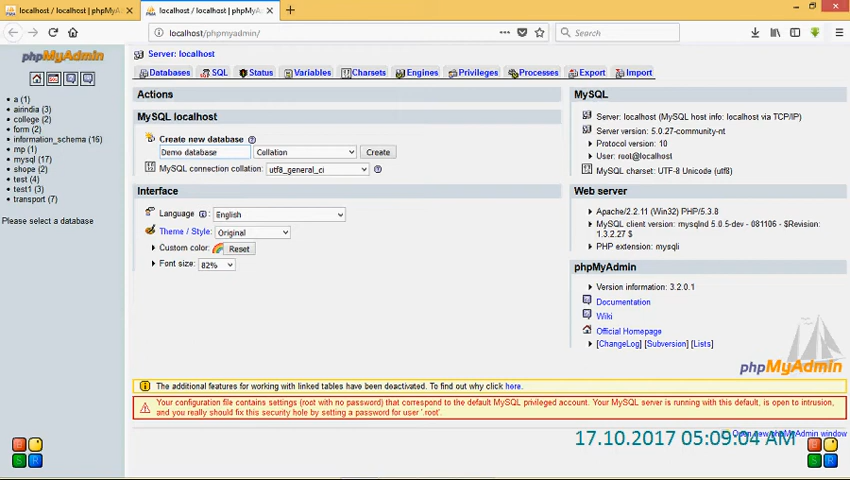 localhost / localhost | phpMyA
localhost / localhost | phpMyA
localhost/phpmyadmin/
Search
phpMyAdmin
Server: localhost
Databases SQL Status Variables Charsets Engines Privileges Processes Export Import
a (1)
airindia (3)
college (2)
form (2)
information_schema (16)
mp (1)
mysql (17)
shope (2)
test (4)
test1 (3)
transport (7)
Please select a database
Actions
MySQL localhost
Create new database
Demo database Collation Create
MySQL connection collation: utf8_general_ci
Interface
Language : English
Theme / Style: Original
Custom color: Reset
Font size: 82%
MySQL
Server: localhost (MySQL host info: localhost via TCP/IP)
Server version: 5.0.27-community-nt
Protocol version: 10
User: root@localhost
MySQL charset: UTF-8 Unicode (utf8)
Web server
Apache/2.2.11 (Win32) PHP/5.3.8
MySQL client version: mysqlnd 5.0.5-dev - 081106 - $Revision:
1.3.2.27 $
PHP extension: mysqli
phpMyAdmin
Version information: 3.2.0.1
Documentation
Wiki
Official Homepage
[ChangeLog] [Subversion] [Lists]
phpMyAdmin
The additional features for working with linked tables have been deactivated. To find out why click here.
Your configuration file contains settings (root with no password) that correspond to the default MySQL privileged account. Your MySQL server is running with this default, is open to intrusion,
and you really should fix this security hole by setting a password for user 'root'.
Open new phpMyAdmin window
17.10.2017 05:09:04 AM
E S R
E S R